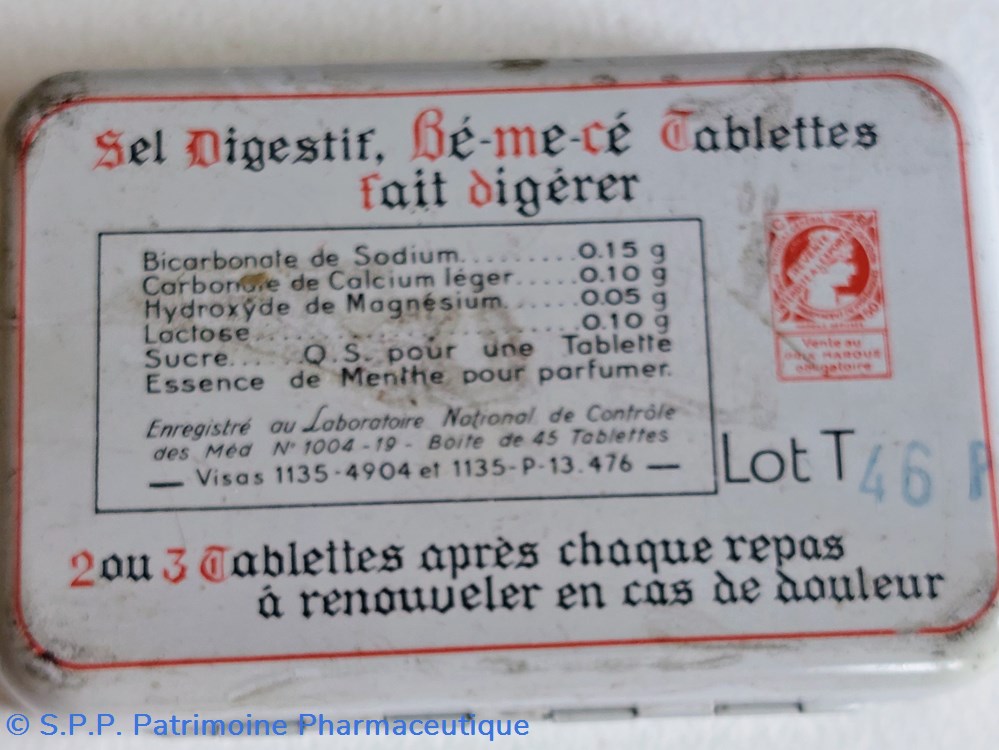 Sel Digestif, Bé-me-cé Tablettes
fait digérer
Bicarbonate de Sodium..........0.15 g
Carbonate de Calcium léger.....0.10 g
Hydroxyde de Magnésium......0.05 g
Lactose..........................0.10 g
Sucre.....Q.S. pour une Tablette
Essence de Menthe pour parfumer.
Enregistré au Laboratoire National de Contrôle
des Méd N° 1004-19 - Boite de 45 Tablettes
— Visas 1135-4904 et 1135-P-13.476 —
Vente au
PRIX MARQUÉ
obligatoire
Lot T 46
2 ou 3 Tablettes après chaque repas
à renouveler en cas de douleur
© S.P.P. Patrimoine Pharmaceutique